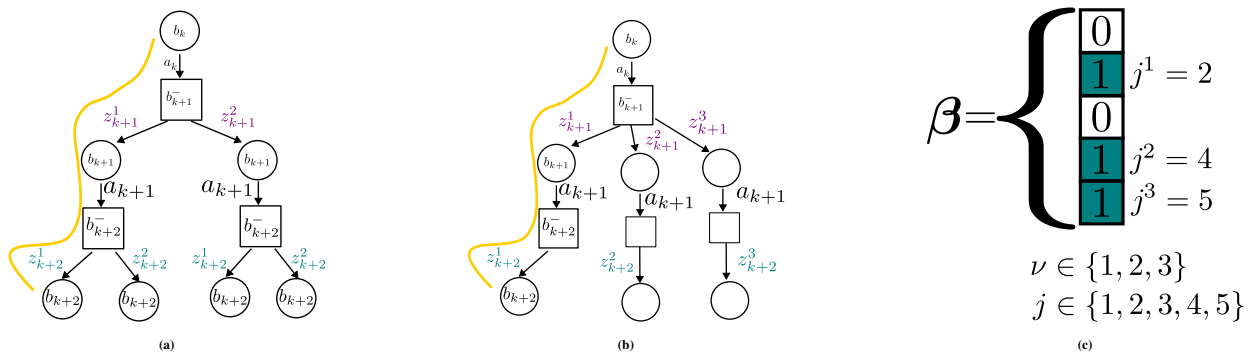 b_k
a_k
b^-_{k+1}
z^1_{k+1} z^2_{k+1}
b_{k+1} b_{k+1}
a_{k+1} a_{k+1}
b^-_{k+2} b^-_{k+2}
z^1_{k+2} z^2_{k+2} z^1_{k+2} z^2_{k+2}
b_{k+2} b_{k+2} b_{k+2} b_{k+2}
(a)
b_k
a_k
b^-_{k+1}
z^1_{k+1} z^2_{k+1} z^3_{k+1}
b_{k+1}
a_{k+1} a_{k+1} a_{k+1}
b^-_{k+2}
z^1_{k+2} z^2_{k+2} z^3_{k+2}
b_{k+2}
(b)
0
1 j^1 = 2
β= 0
1 j^2 = 4
1 j^3 = 5
ν ∈ {1, 2, 3}
j ∈ {1, 2, 3, 4, 5}
(c)